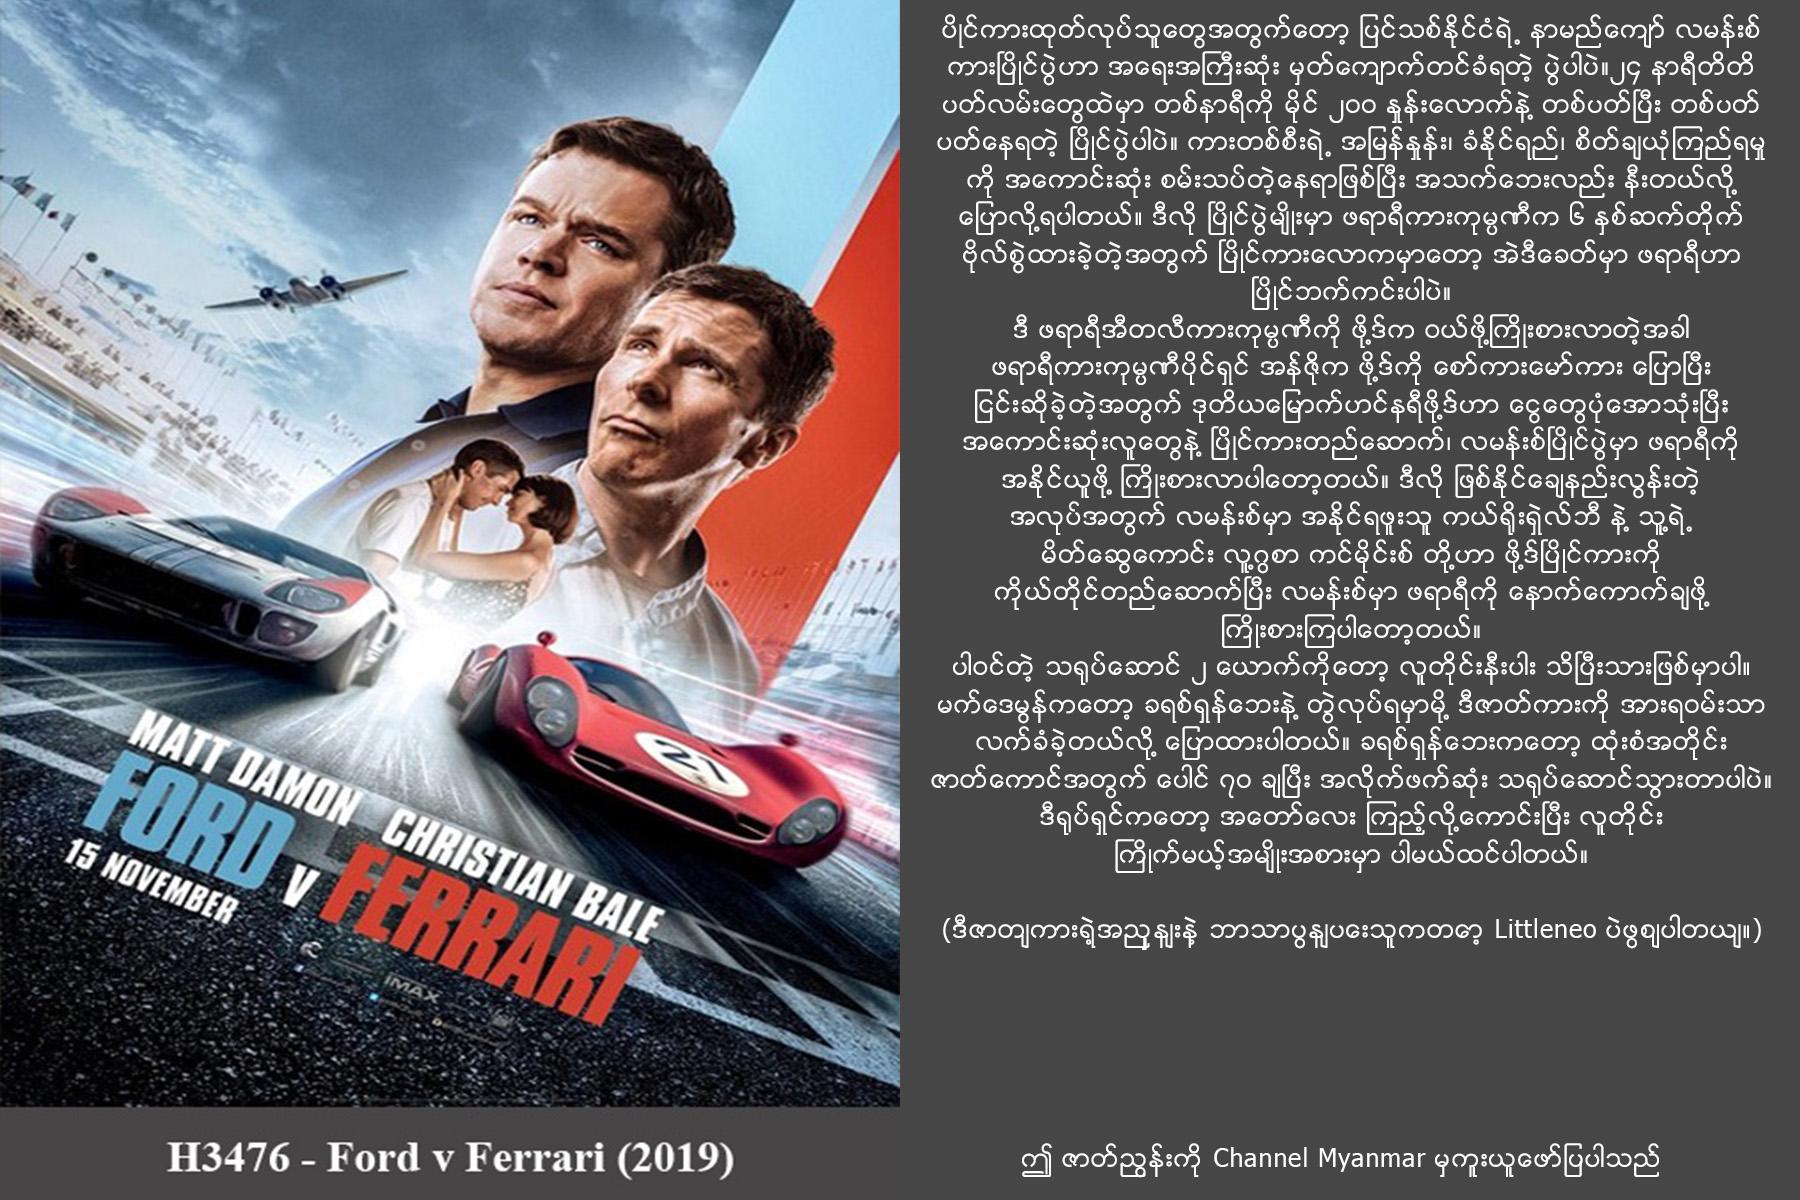 MATT DAMON
CHRISTIAN BALE
FORD v FERRARI
15 NOVEMBER
IMAX
27
H3476 - Ford v Ferrari (2019)
ပိုင်ကားထုတ်လုပ်သူတွေအတွက်တော့ ပြင်သစ်နိုင်ငံရဲ့ နာမည်ကျော် လမန်းစ်
ကားပြိုင်ပွဲဟာ အရေးအကြီးဆုံး မှတ်ကျောက်တင်ခံရတဲ့ ပွဲပါပဲ။၂၄ နာရီတိတိ
ပတ်လမ်းတွေထဲမှာ တစ်နာရီကို မိုင် ၂၀၀ နှုန်းလောက်နဲ့ တစ်ပတ်ပြီး တစ်ပတ်
ပတ်နေရတဲ့ ပြိုင်ပွဲပါပဲ။ ကားတစ်စီးရဲ့ အမြန်နှုန်း၊ ခံနိုင်ရည်၊ စိတ်ချယုံကြည်ရမှု
ကို အကောင်းဆုံး စမ်းသပ်တဲ့နေရာဖြစ်ပြီး အသက်ဘေးလည်း နီးတယ်လို့
ပြောလို့ရပါတယ်။ ဒီလို ပြိုင်ပွဲမျိုးမှာ ဖရာရီကားကုမ္ပဏီက ၆ နှစ်ဆက်တိုက်
ဗိုလ်စွဲထားခဲ့တဲ့အတွက် ပြိုင်ကားလောကမှာတော့ အဲဒီခေတ်မှာ ဖရာရီဟာ
ပြိုင်ဘက်ကင်းပါပဲ။
ဒီ ဖရာရီအီတလီကားကုမ္ပဏီကို ဖို့ဒ်က ဝယ်ဖို့ကြိုးစားလာတဲ့အခါ
ဖရာရီကားကုမ္ပဏီပိုင်ရှင် အန်ဇိုက ဖို့ဒ်ကို စော်ကားမော်ကား ပြောပြီး
ငြင်းဆိုခဲ့တဲ့အတွက် ဒုတိယမြောက်ဟင်နရီဖို့ဒ်ဟာ ငွေတွေပုံအောသုံးပြီး
အကောင်းဆုံးလူတွေနဲ့ ပြိုင်ကားတည်ဆောက်၊ လမန်းစ်ပြိုင်ပွဲမှာ ဖရာရီကို
အနိုင်ယူဖို့ ကြိုးစားလာပါတော့တယ်။ ဒီလို ဖြစ်နိုင်ချေနည်းလွန်းတဲ့
အလုပ်အတွက် လမန်းစ်မှာ အနိုင်ရဖူးသူ ကယ်ရိုးရှဲလ်ဘီ နဲ့ သူ့ရဲ့
မိတ်ဆွေကောင်း လူ့ဂွစာ ကင်မိုင်းစ် တို့ဟာ ဖို့ဒ်ပြိုင်ကားကို
ကိုယ်တိုင်တည်ဆောက်ပြီး လမန်းစ်မှာ ဖရာရီကို နောက်ကောက်ချဖို့
ကြိုးစားကြပါတော့တယ်။
ပါဝင်တဲ့ သရုပ်ဆောင် ၂ ယောက်ကိုတော့ လူတိုင်းနီးပါး သိပြီးသားဖြစ်မှာပါ။
မက်ဒေမွန်ကတော့ ခရစ်ရှန်ဘေးနဲ့ တွဲလုပ်ရမှာမို့ ဒီဇာတ်ကားကို အားရဝမ်းသာ
လက်ခံခဲ့တယ်လို့ ပြောထားပါတယ်။ ခရစ်ရှန်ဘေးကတော့ ထုံးစံအတိုင်း
ဇာတ်ကောင်အတွက် ပေါင် ၇၀ ချပြီး အလိုက်ဖက်ဆုံး သရုပ်ဆောင်သွားတာပါပဲ။
ဒီရုပ်ရှင်ကတော့ အတော်လေး ကြည့်လို့ကောင်းပြီး လူတိုင်း
ကြိုက်မယ့်အမျိုးအစားမှာ ပါမယ်ထင်ပါတယ်။
(ဒီဇာတျကားရဲ့အညှနျးနဲ့ ဘာသာပွနျပေးသူကတော့ Littleneo ပဲဖွဈပါတယျ။)
ဤ ဇာတ်ညွှန်းကို Channel Myanmar မှကူးယူဖော်ပြပါသည်